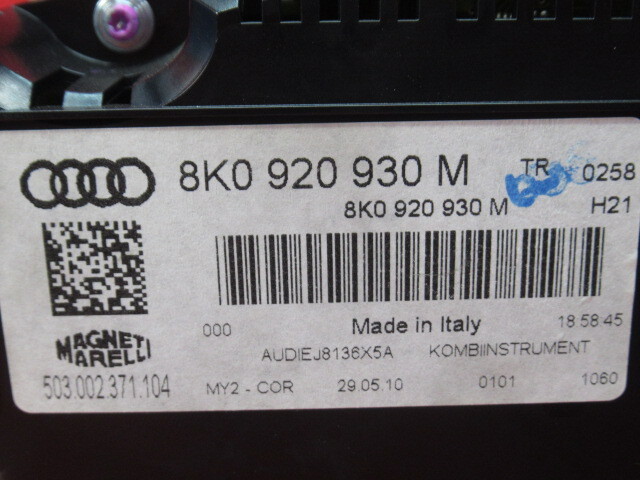 8K0 920 930 M TR 0258
8K0 920 930 M H21
000 Made in Italy 18 58 45
MAGNETI
MARELLI
AUDIEJ8136X5A KOMBIINSTRUMENT
503.002.371.104 MY2 - COR 29.05.10 0101 1060